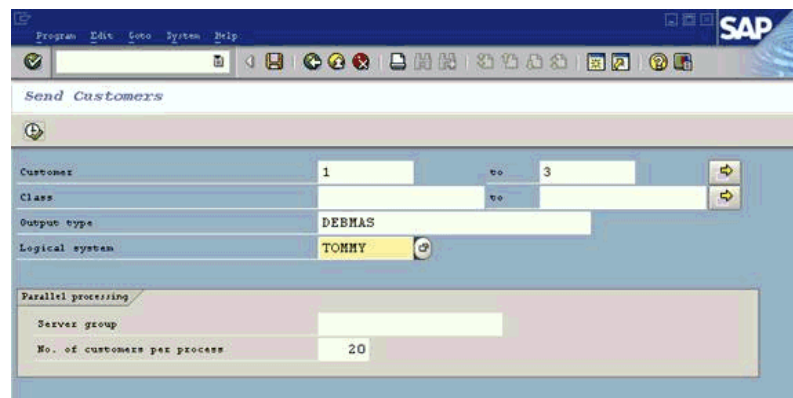 Program Edit Goto System Help
SAP
Send Customers
Customer 1 to 3
Class to
Output type DEBMAS
Logical system TOMMY
Parallel processing
Server group
No. of customers per process 20